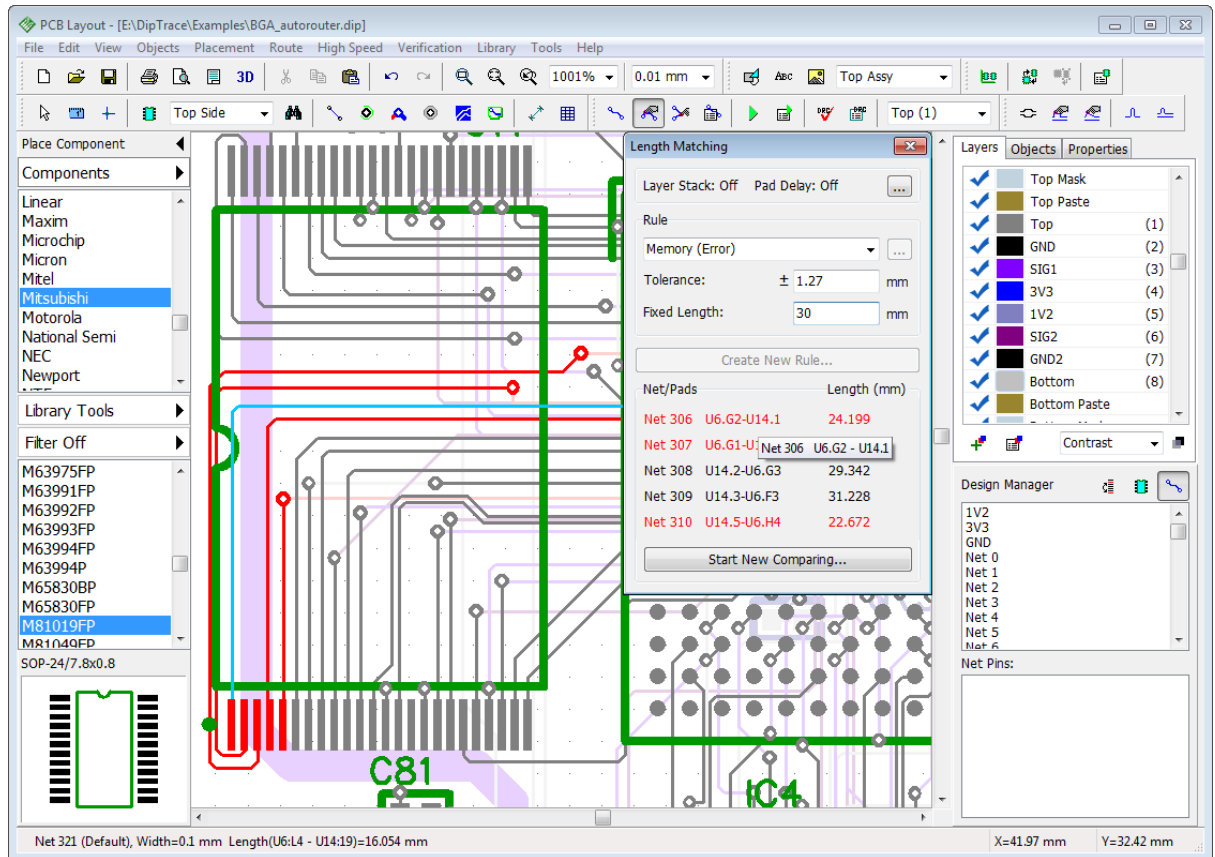 PCB Layout - [E:\DipTrace\Examples\BGA_autorouter.dip]
File Edit View Objects Placement Route High Speed Verification Library Tools Help
3D 1001% 0.01 mm ABC Top Assy
Top Side DRC DRC Top (1)
Place Component
Components
Linear
Maxim
Microchip
Micron
Mitel
Mitsubishi
Motorola
National Semi
NEC
Newport
Library Tools
Filter Off
M63975FP
M63991FP
M63992FP
M63993FP
M63994FP
M63994P
M65830BP
M65830FP
M81019FP
M81049FP
SOP-24/7.8x0.8
C81
IC4
Length Matching
Layer Stack: Off Pad Delay: Off ...
Rule
Memory (Error) ...
Tolerance: ± 1.27 mm
Fixed Length: 30 mm
Create New Rule...
Net/Pads Length (mm)
Net 306 U6.G2-U14.1 24.199
Net 307 U6.G1-U1
Net 306 U6.G2 - U14.1
Net 308 U14.2-U6.G3 29.342
Net 309 U14.3-U6.F3 31.228
Net 310 U14.5-U6.H4 22.672
Start New Comparing...
Layers Objects Properties
Top Mask
Top Paste
Top (1)
GND (2)
SIG1 (3)
3V3 (4)
1V2 (5)
SIG2 (6)
GND2 (7)
Bottom (8)
Bottom Paste
Contrast
Design Manager
1V2
3V3
GND
Net 0
Net 1
Net 2
Net 3
Net 4
Net 5
Net 6
Net Pins:
Net 321 (Default), Width=0.1 mm Length(U6:L4 - U14:19)=16.054 mm X=41.97 mm Y=32.42 mm